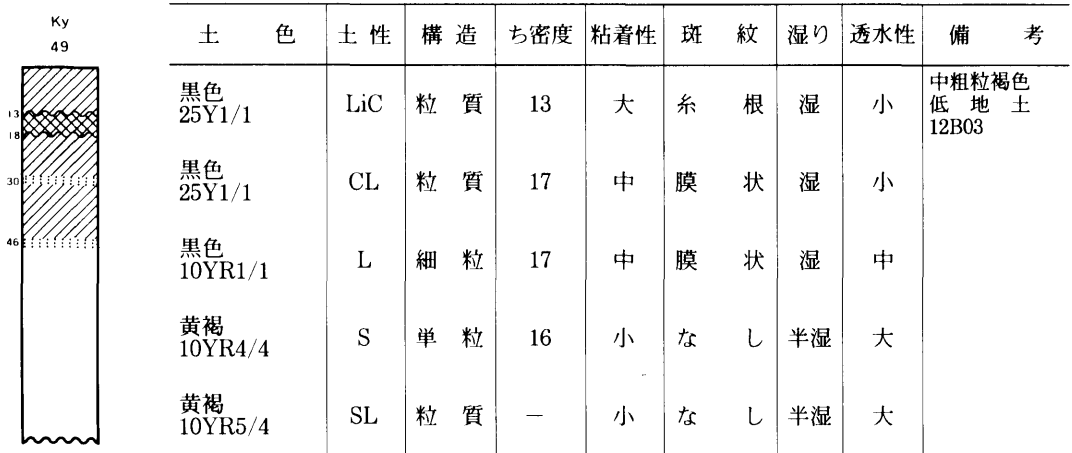 Ky
49
13
18
30
46
土色 土性 構造 ち密度 粘着性 斑紋 湿り 透水性 備考
黒色 25Y1/1 LiC 粒質 13 大 糸根 湿 小 中粗粒褐色 低地土 12B03
黒色 25Y1/1 CL 粒質 17 中 膜状 湿 小
黒色 10YR1/1 L 細粒 17 中 膜状 湿 中
黄褐 10YR4/4 S 単粒 16 小 なし 半湿 大
黄褐 10YR5/4 SL 粒質 — 小 なし 半湿 大